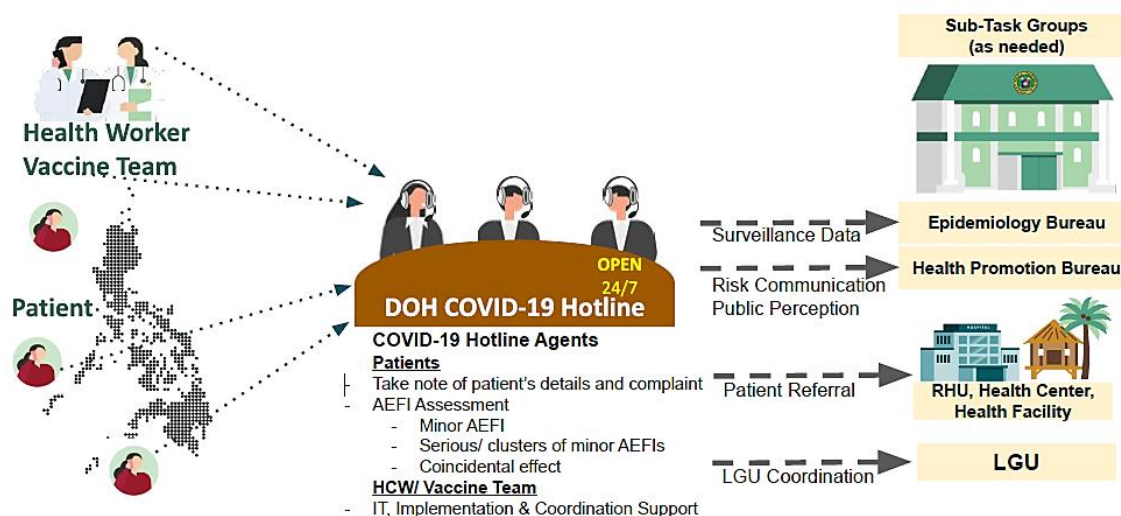 Health Worker
Vaccine Team
Patient
OPEN
24/7
DOH COVID-19 Hotline
COVID-19 Hotline Agents
Patients
- Take note of patient's details and complaint
- AEFI Assessment
- Minor AEFI
- Serious/ clusters of minor AEFIs
- Coincidental effect
HCW/ Vaccine Team
- IT, Implementation & Coordination Support
Surveillance Data
Risk Communication
Public Perception
Patient Referral
LGU Coordination
Sub-Task Groups
(as needed)
Epidemiology Bureau
Health Promotion Bureau
HOSPITAL
RHU, Health Center,
Health Facility
LGU